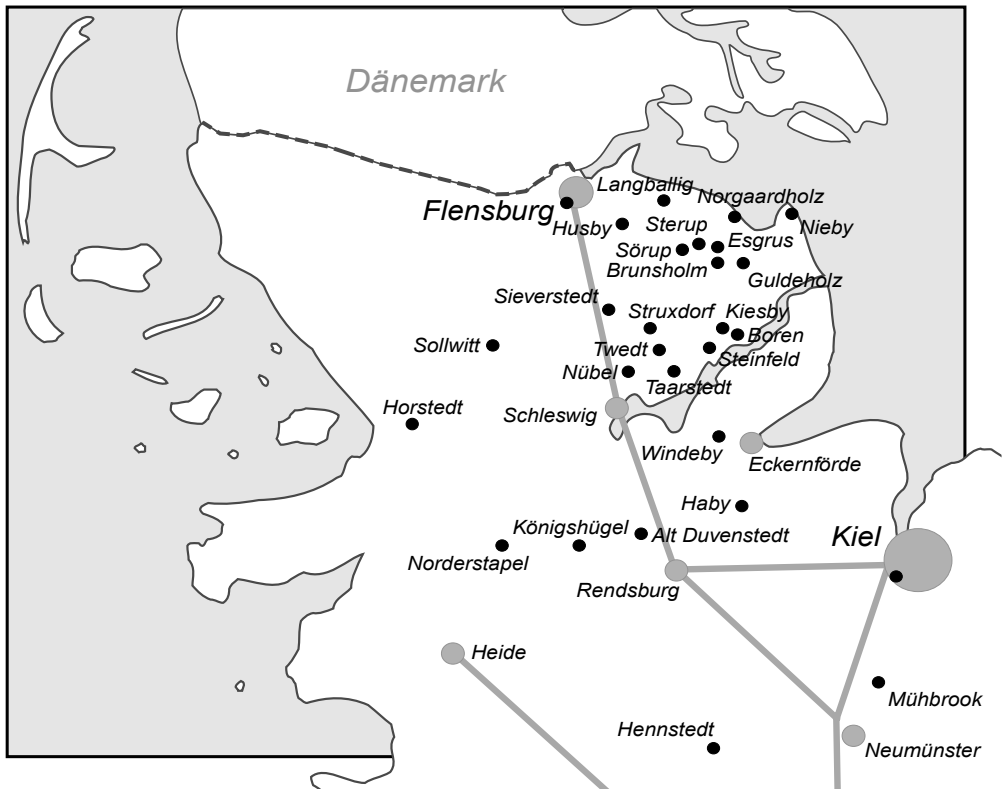 Dänemark
Langballig
Norgaardholz
Flensburg
Husby
Sterup
Nieby
Sörup
Esgrus
Brunsholm
Guldeholz
Sieverstedt
Struxdorf
Kiesby
Boren
Sollwitt
Twedt
Steinfeld
Nübel
Taarstedt
Horstedt
Schleswig
Windeby
Eckernförde
Haby
Königshügel
Alt Duvenstedt
Kiel
Norderstapel
Rendsburg
Heide
Mühbrook
Hennstedt
Neumünster